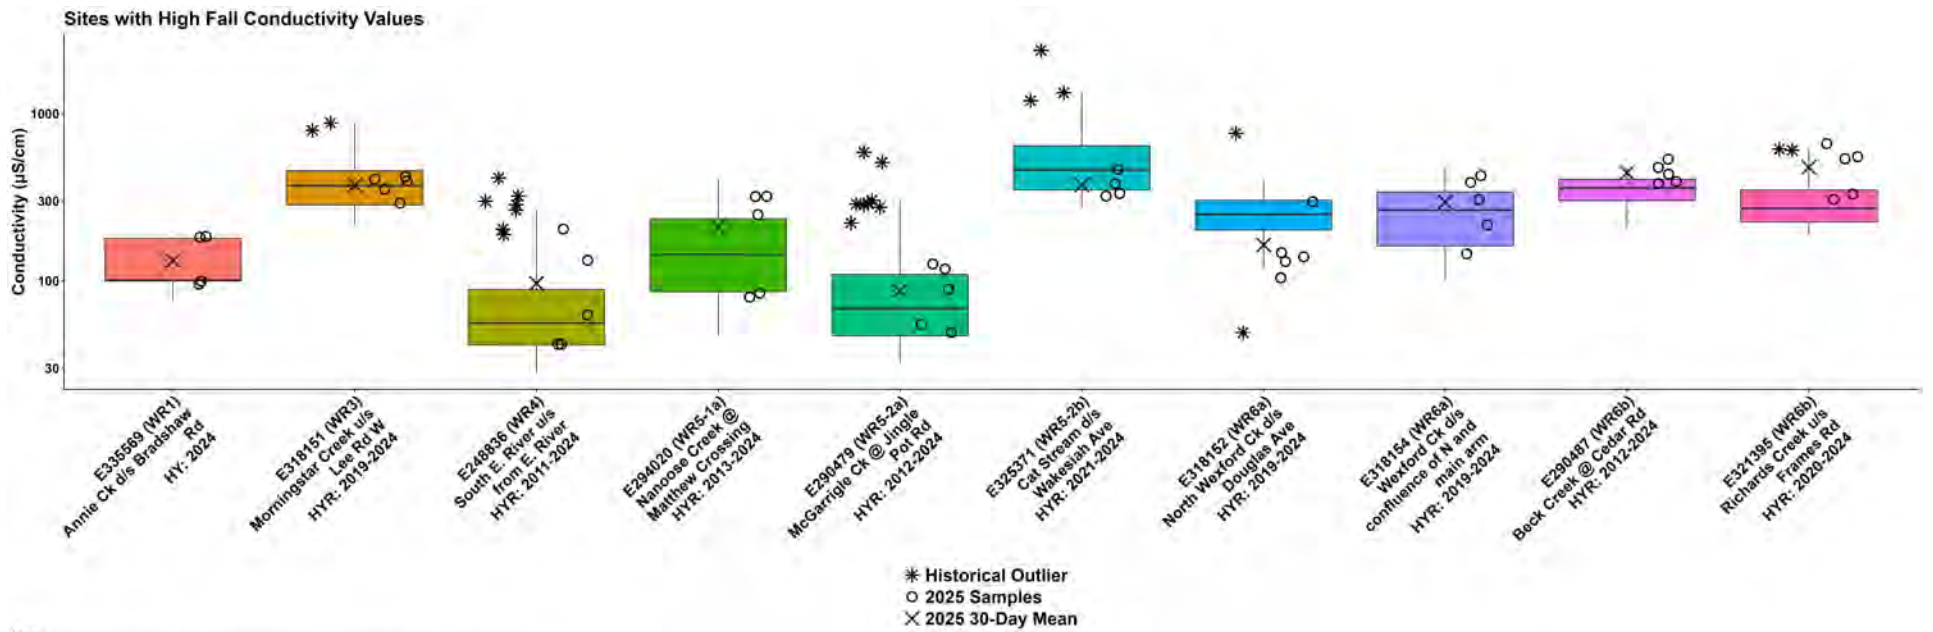 Sites with High Fall Conductivity Values
Conductivity (µS/cm)
1000
300
100
30
E335569 (WR1)
Annie Ck d/s Bradshaw
Rd
HY: 2024
E318151 (WR3)
Morningstar Creek u/s
Lee Rd W
HYR: 2019-2024
E248836 (WR4)
South E. River u/s
from E. River
HYR: 2011-2024
E294020 (WR5-1a)
Nanoose Creek @
Matthew Crossing
HYR: 2013-2024
E290479 (WR5-2a)
McGarrigle Ck @ Jingle
Pot Rd
HYR: 2012-2024
E325371 (WR5-2b)
Cat Stream d/s
Wakesiah Ave
HYR: 2021-2024
E318152 (WR6a)
North Wexford Ck d/s
Douglas Ave
HYR: 2019-2024
E318154 (WR6a)
Wexford Ck d/s
confluence of N and
main arm
HYR: 2019-2024
E290487 (WR6b)
Beck Creek @ Cedar Rd
HYR: 2012-2024
E321395 (WR6b)
Richards Creek u/s
Frames Rd
HYR: 2020-2024
Historical Outlier
2025 Samples
2025 30-Day Mean